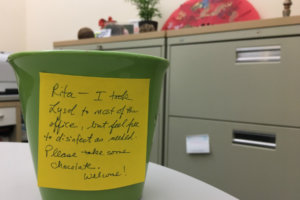 Rita — I took
Lysol to most of the
office, but feel free
to disinfect as needed.
Please take some
chocolate.
Welcome!